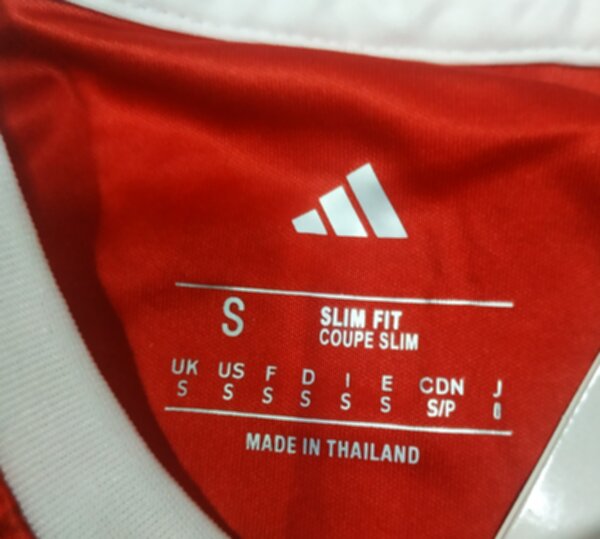 S
SLIM FIT
COUPE SLIM
UK US F D I E CDN J
S S S S S S S/P
MADE IN THAILAND